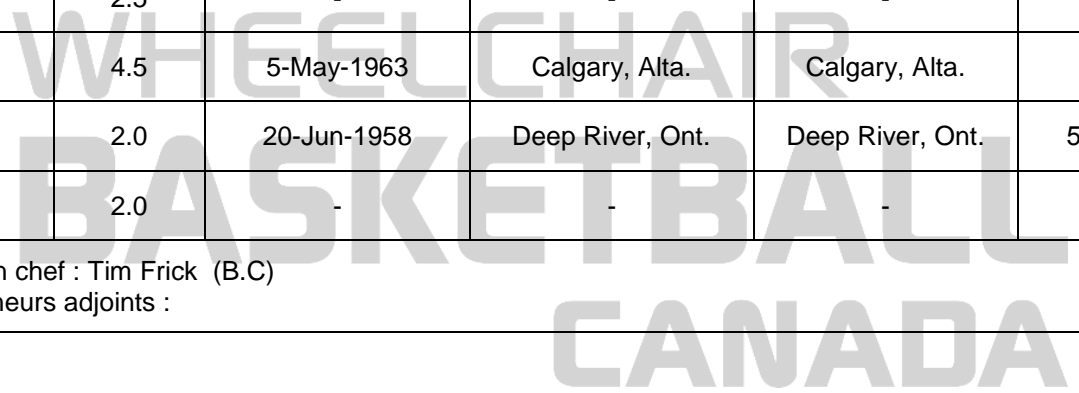 2.5 - - -
4.5 5-May-1963 Calgary, Alta. Calgary, Alta.
2.0 20-Jun-1958 Deep River, Ont. Deep River, Ont. 5
2.0 - - -
n chef : Tim Frick (B.C)
neurs adjoints :
WHEELCHAIR
BASKETBALL
CANADA